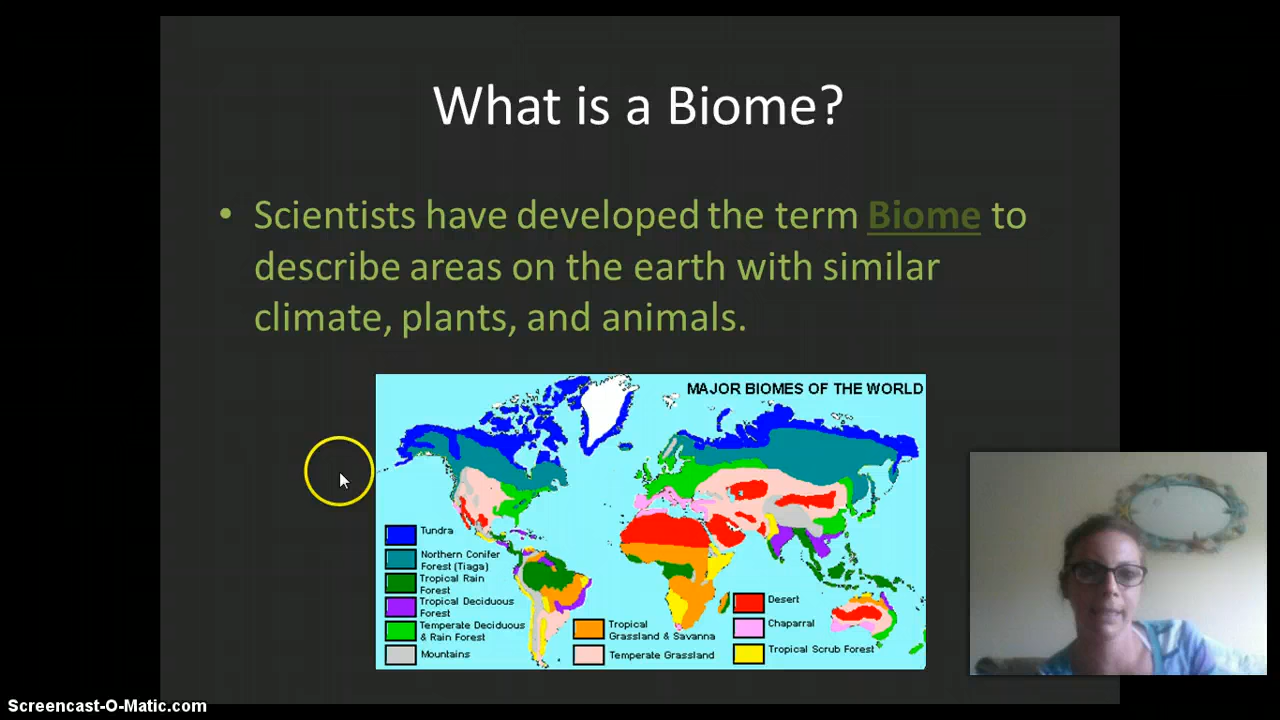 What is a Biome?
• Scientists have developed the term Biome to
describe areas on the earth with similar
climate, plants, and animals.
MAJOR BIOMES OF THE WORLD
Tundra
Northern Conifer
Forest (Tiaga)
Tropical Rain
Forest
Tropical Deciduous
Forest
Temperate Deciduous
& Rain Forest
Mountains
Tropical
Grassland & Savanna
Temperate Grassland
Desert
Chaparral
Tropical Scrub Forest
Screencast-O-Matic.com